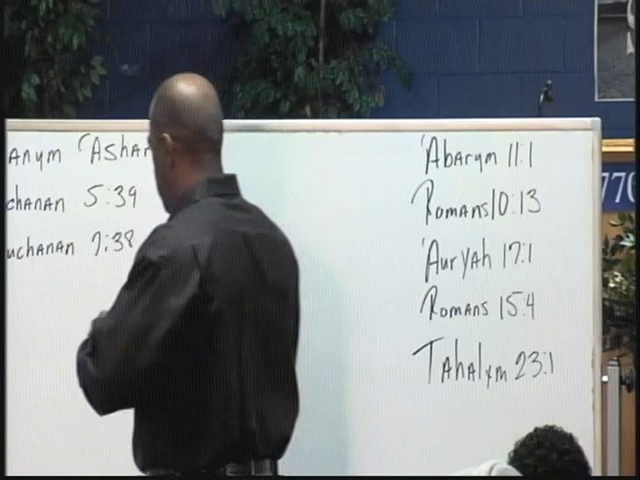 anym 'Ashar
chanan 5:39
uchanan 7:38
'Abarym 11:1
Romans 10:13
'Auryah 17:1
Romans 15:4
Tahalym 23:1
770